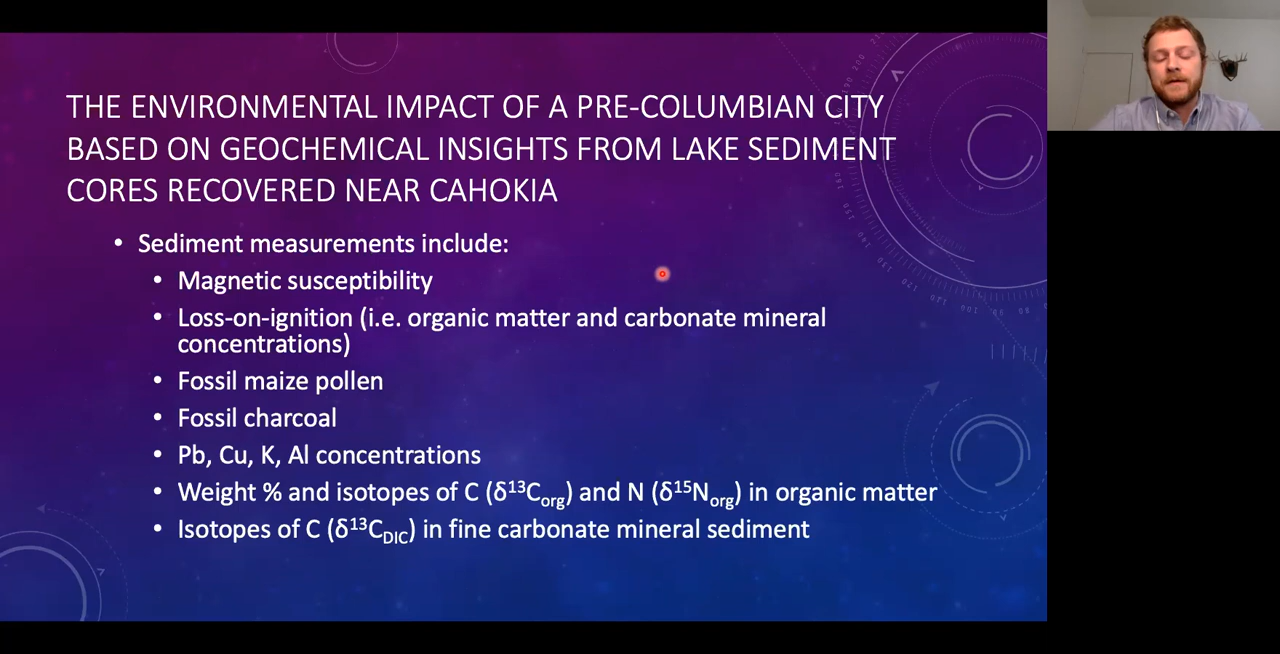 THE ENVIRONMENTAL IMPACT OF A PRE-COLUMBIAN CITY
BASED ON GEOCHEMICAL INSIGHTS FROM LAKE SEDIMENT
CORES RECOVERED NEAR CAHOKIA
• Sediment measurements include:
• Magnetic susceptibility
• Loss-on-ignition (i.e. organic matter and carbonate mineral
concentrations)
• Fossil maize pollen
• Fossil charcoal
• Pb, Cu, K, Al concentrations
• Weight % and isotopes of C (δ¹³Corg) and N (δ¹⁵Norg) in organic matter
• Isotopes of C (δ¹³CDIC) in fine carbonate mineral sediment